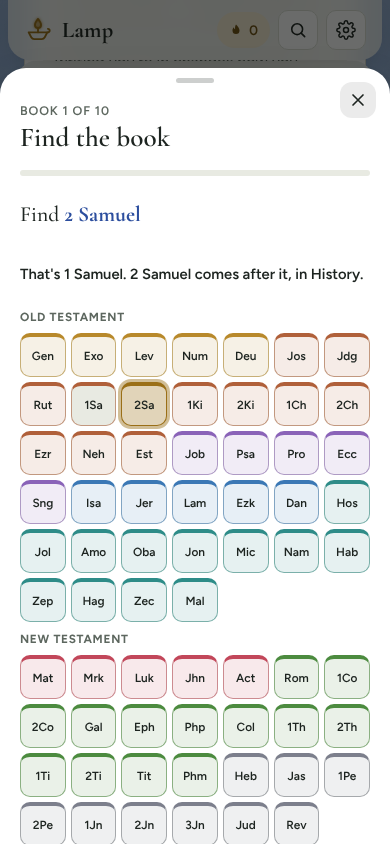 Lamp
0
BOOK 1 OF 10
Find the book
Find 2 Samuel
That's 1 Samuel. 2 Samuel comes after it, in History.
OLD TESTAMENT
Gen Exo Lev Num Deu Jos Jdg
Rut 1Sa 2Sa 1Ki 2Ki 1Ch 2Ch
Ezr Neh Est Job Psa Pro Ecc
Sng Isa Jer Lam Ezk Dan Hos
Jol Amo Oba Jon Mic Nam Hab
Zep Hag Zec Mal
NEW TESTAMENT
Mat Mrk Luk Jhn Act Rom 1Co
2Co Gal Eph Php Col 1Th 2Th
1Ti 2Ti Tit Phm Heb Jas 1Pe
2Pe 1Jn 2Jn 3Jn Jud Rev